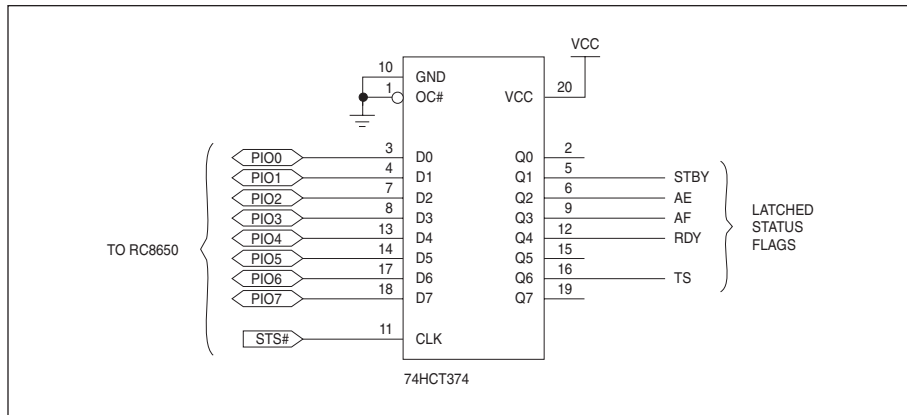 VCC
10 GND
1 OC# VCC 20
PIO0 3 D0 Q0 2
PIO1 4 D1 Q1 5 STBY
PIO2 7 D2 Q2 6 AE
PIO3 8 D3 Q3 9 AF
PIO4 13 D4 Q4 12 RDY
PIO5 14 D5 Q5 15
PIO6 17 D6 Q6 16 TS
PIO7 18 D7 Q7 19
STS# 11 CLK
TO RC8650
LATCHED
STATUS
FLAGS
74HCT374